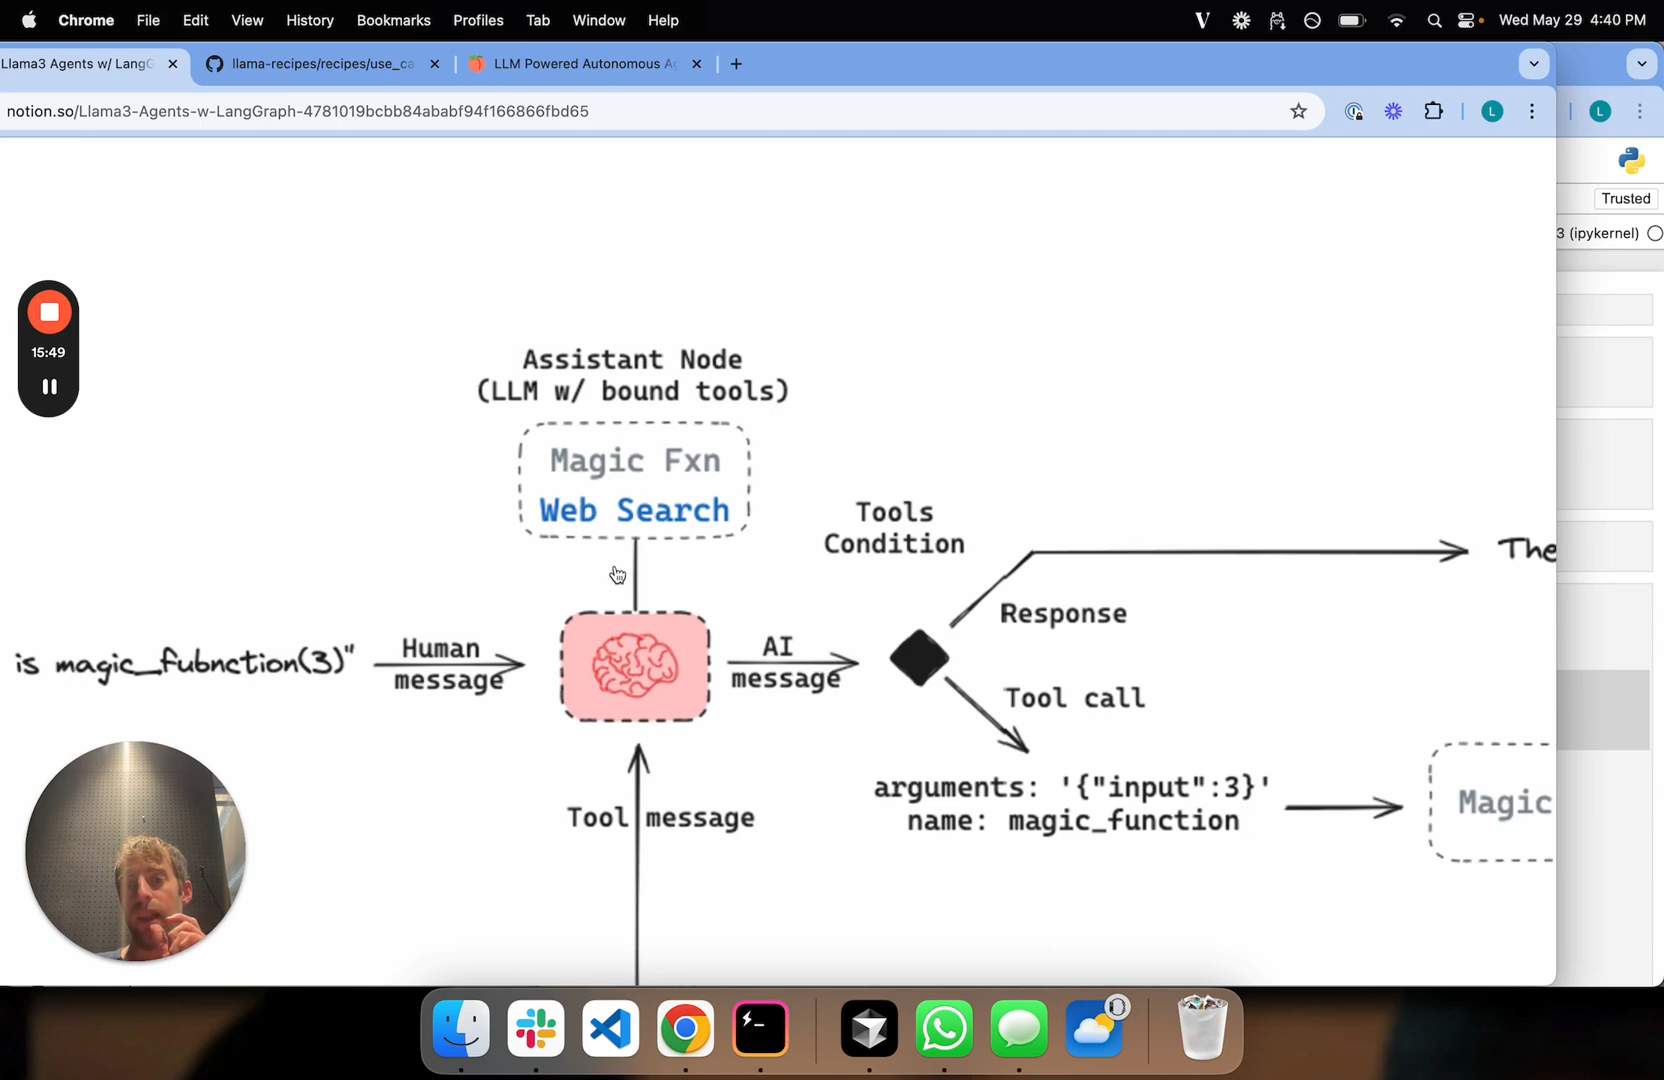 Chrome File Edit View History Bookmarks Profiles Tab Window Help Wed May 29 4:40 PM
Llama3 Agents w/ LangG llama-recipes/recipes/use_ca LLM Powered Autonomous Ag
notion.so/Llama3-Agents-w-LangGraph-4781019bcbb84ababf94f166866fbd65 L L
Trusted
3 (ipykernel)
15:49
Assistant Node
(LLM w/ bound tools)
Magic Fxn
Web Search
Tools
Condition
The
Response
is magic_fubnction(3)"
Human
message
AI
message
Tool call
Tool message
arguments: '{"input":3}'
name: magic_function
Magic